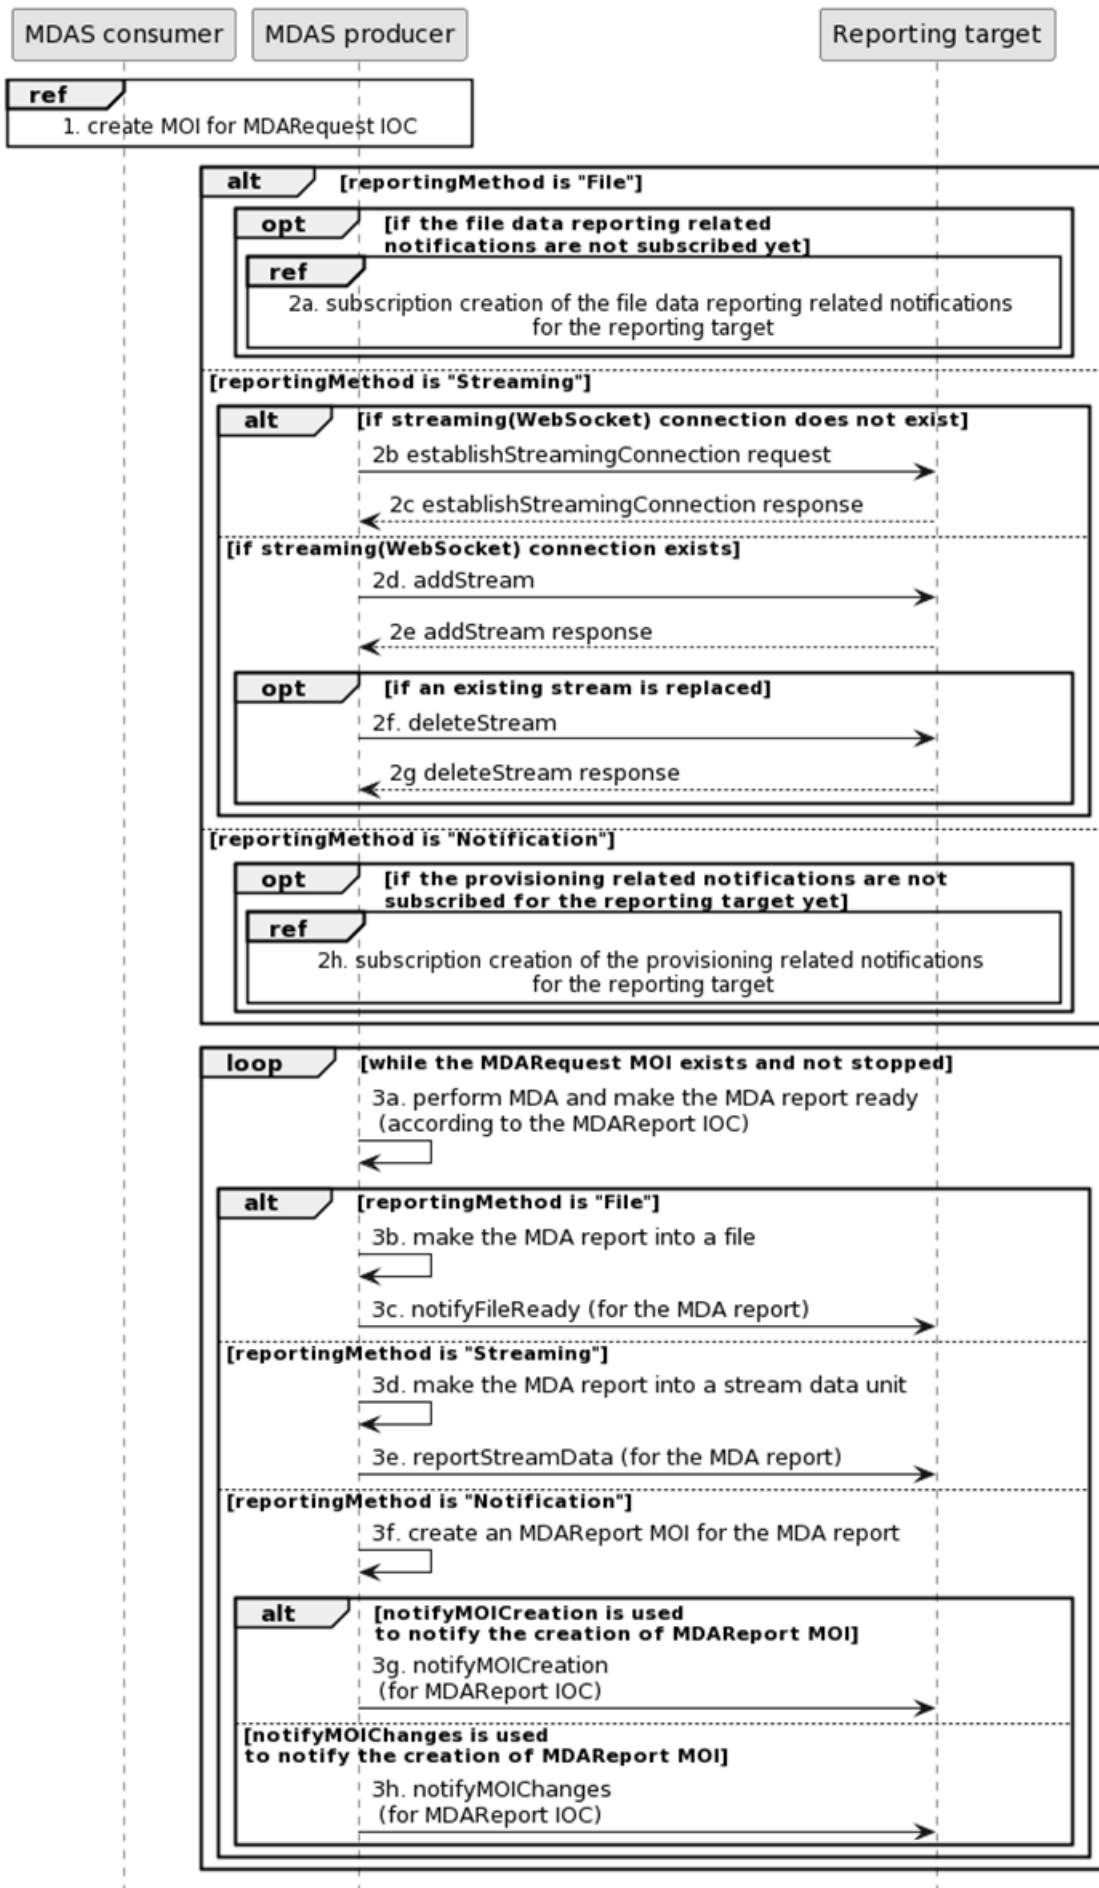 MDAS consumer
MDAS producer
Reporting target
ref
1. create MOI for MDARequest IOC
alt
[reportingMethod is "File"]
opt
[if the file data reporting related
notifications are not subscribed yet]
ref
2a. subscription creation of the file data reporting related notifications
for the reporting target
[reportingMethod is "Streaming"]
alt
[if streaming(WebSocket) connection does not exist]
2b establishStreamingConnection request
2c establishStreamingConnection response
[if streaming(WebSocket) connection exists]
2d. addStream
2e addStream response
opt
[if an existing stream is replaced]
2f. deleteStream
2g deleteStream response
[reportingMethod is "Notification"]
opt
[if the provisioning related notifications are not
subscribed for the reporting target yet]
ref
2h. subscription creation of the provisioning related notifications
for the reporting target
loop
[while the MDARequest MOI exists and not stopped]
3a. perform MDA and make the MDA report ready
(according to the MDAReport IOC)
alt
[reportingMethod is "File"]
3b. make the MDA report into a file
3c. notifyFileReady (for the MDA report)
[reportingMethod is "Streaming"]
3d. make the MDA report into a stream data unit
3e. reportStreamData (for the MDA report)
[reportingMethod is "Notification"]
3f. create an MDAReport MOI for the MDA report
alt
[notifyMOICreation is used
to notify the creation of MDAReport MOI]
3g. notifyMOICreation
(for MDAReport IOC)
[notifyMOIChanges is used
to notify the creation of MDAReport MOI]
3h. notifyMOIChanges
(for MDAReport IOC)